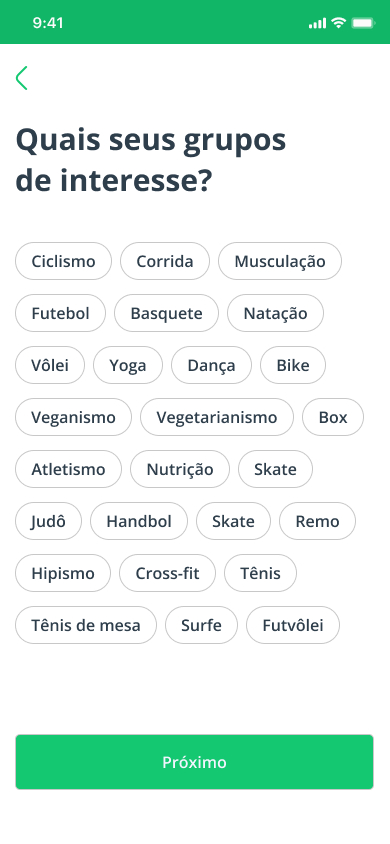 9:41
Quais seus grupos
de interesse?
Ciclismo Corrida Musculação
Futebol Basquete Natação
Vôlei Yoga Dança Bike
Veganismo Vegetarianismo Box
Atletismo Nutrição Skate
Judô Handbol Skate Remo
Hipismo Cross-fit Tênis
Tênis de mesa Surfe Futvôlei
Próximo